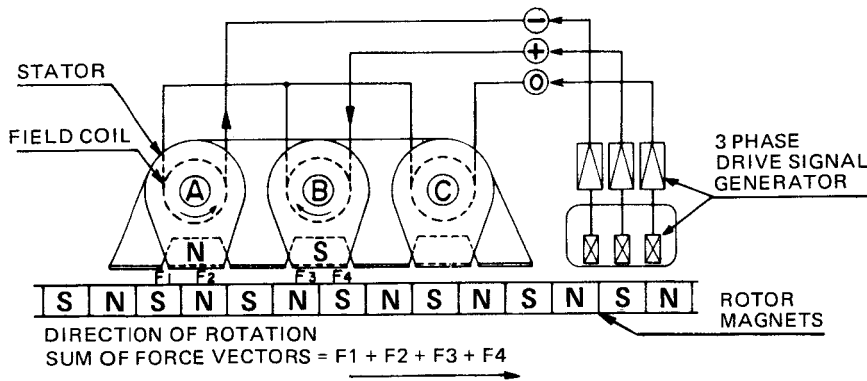 −
+
0
STATOR
FIELD COIL
3 PHASE
DRIVE SIGNAL
GENERATOR
A B C
N S
F1 F2 F3 F4
S N S N S N S N S N S N S N
ROTOR
MAGNETS
DIRECTION OF ROTATION
SUM OF FORCE VECTORS = F1 + F2 + F3 + F4